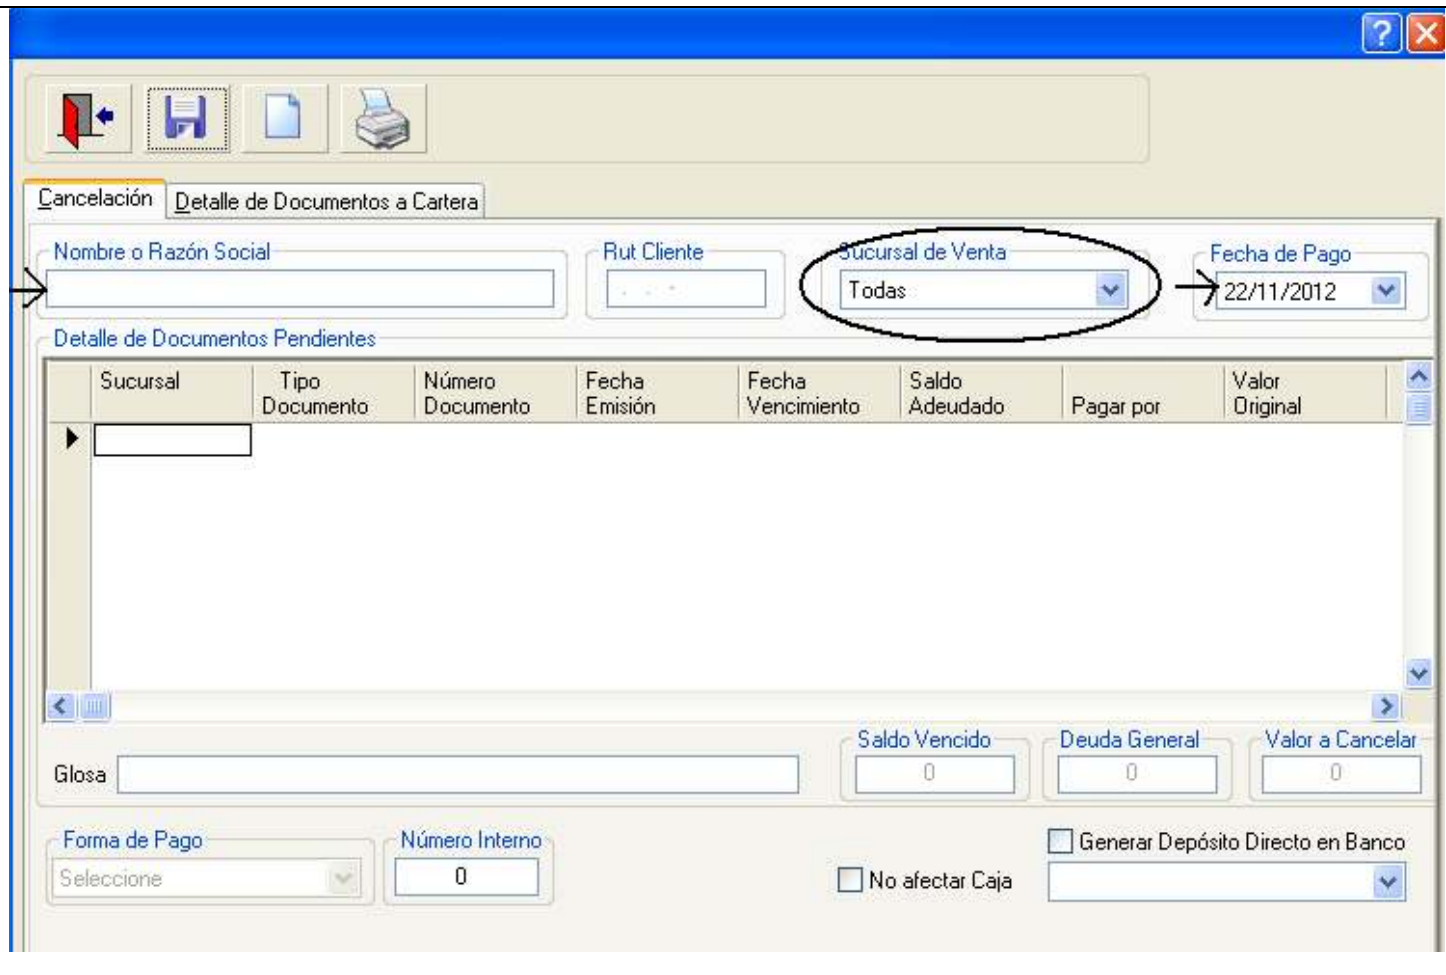 Cancelación Detalle de Documentos a Cartera
Nombre o Razón Social Rut Cliente Sucursal de Venta Fecha de Pago
. . - Todas 22/11/2012
Detalle de Documentos Pendientes
Sucursal Tipo Documento Número Documento Fecha Emisión Fecha Vencimiento Saldo Adeudado Pagar por Valor Original
Saldo Vencido Deuda General Valor a Cancelar
Glosa 0 0 0
Forma de Pago Número Interno Generar Depósito Directo en Banco
Seleccione 0 No afectar Caja